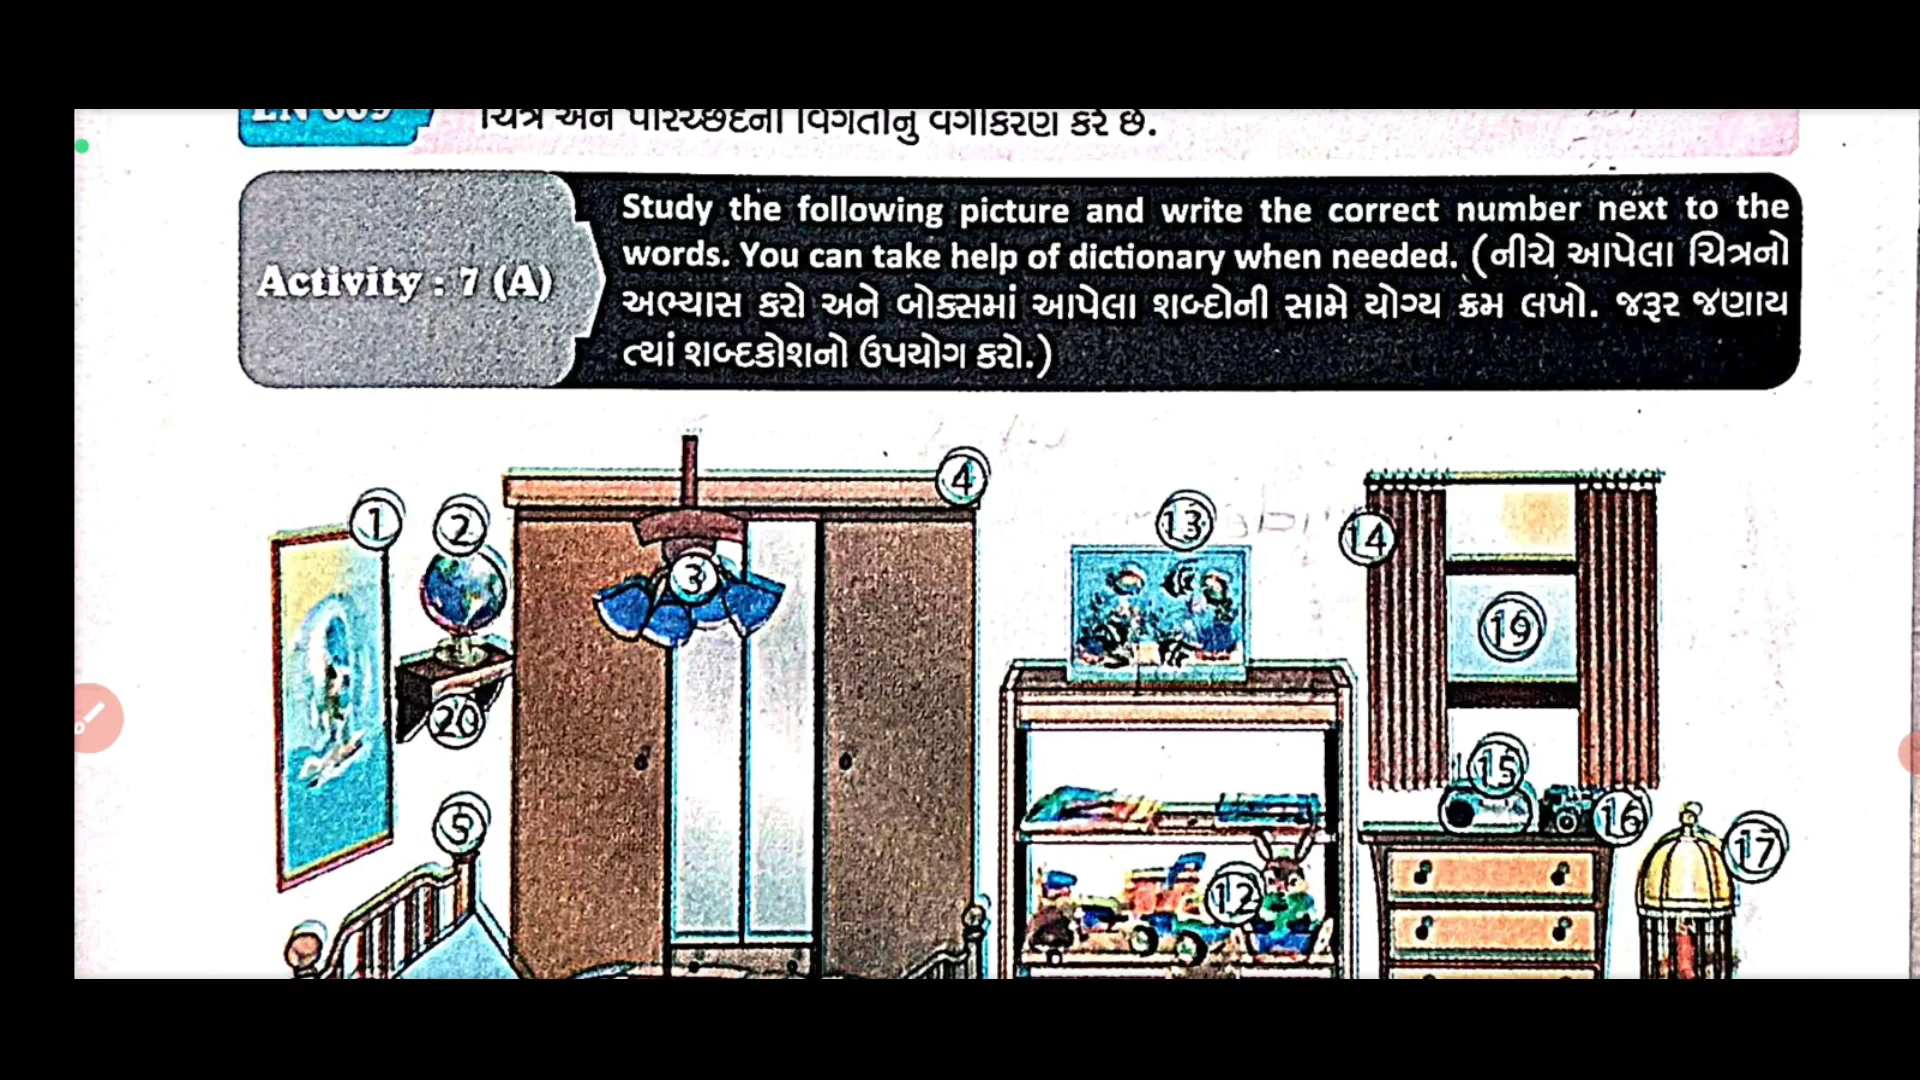 EN 609
ચિત્ર અને પરિચ્છેદની વિગતોનું વર્ગીકરણ કરે છે.
Activity : 7 (A)
Study the following picture and write the correct number next to the
words. You can take help of dictionary when needed. (નીચે આપેલા ચિત્રનો
અભ્યાસ કરો અને બોક્સમાં આપેલા શબ્દોની સામે યોગ્ય ક્રમ લખો. જરૂર જણાય
ત્યાં શબ્દકોશનો ઉપયોગ કરો.)
4
1
2
13
14
3
19
20
15
5
16
17
12